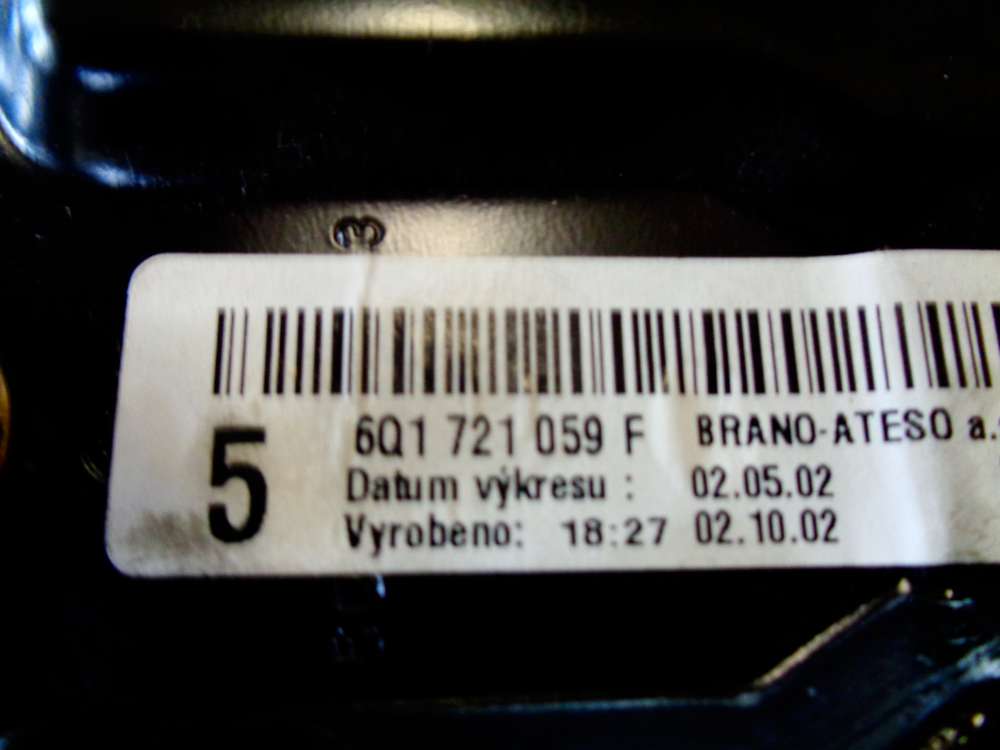 3
6Q1 721 059 F BRANO-ATESO a.
5
Datum výkresu : 02.05.02
Vyrobeno: 18:27 02.10.02